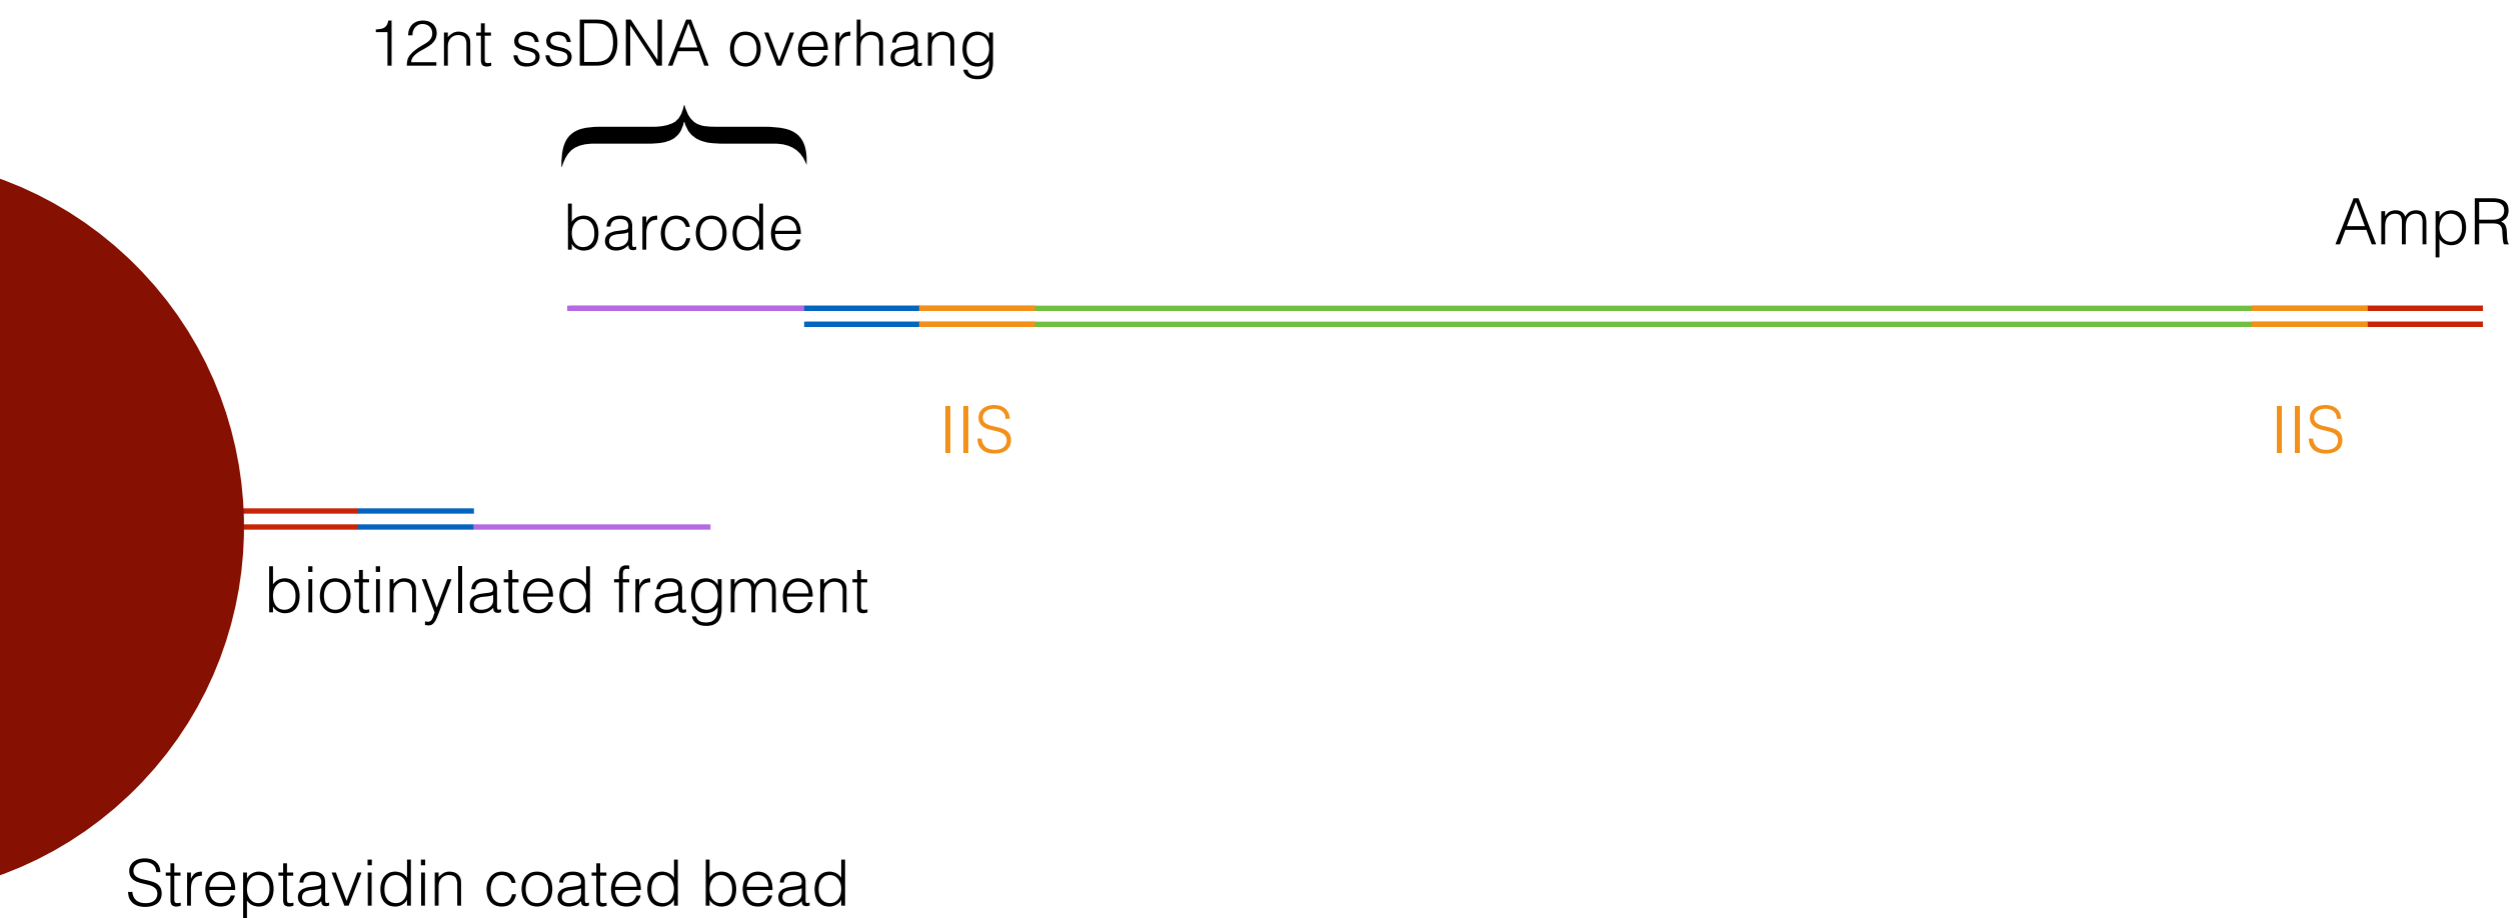 12nt ssDNA overhang
barcode
AmpR
IIS
IIS
biotinylated fragment
Streptavidin coated bead